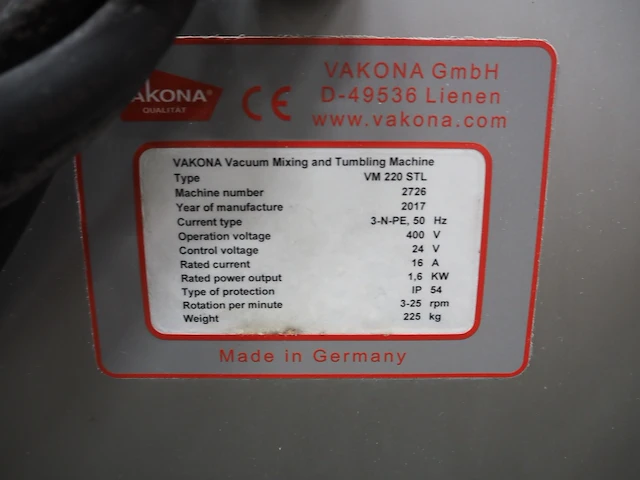 AKONA®
QUALITÄT
CE
VAKONA GmbH
D-49536 Lienen
www.vakona.com
VAKONA Vacuum Mixing and Tumbling Machine
Type VM 220 STL
Machine number 2726
Year of manufacture 2017
Current type 3-N-PE, 50 Hz
Operation voltage 400 V
Control voltage 24 V
Rated current 16 A
Rated power output 1,6 KW
Type of protection IP 54
Rotation per minute 3-25 rpm
Weight 225 kg
Made in Germany